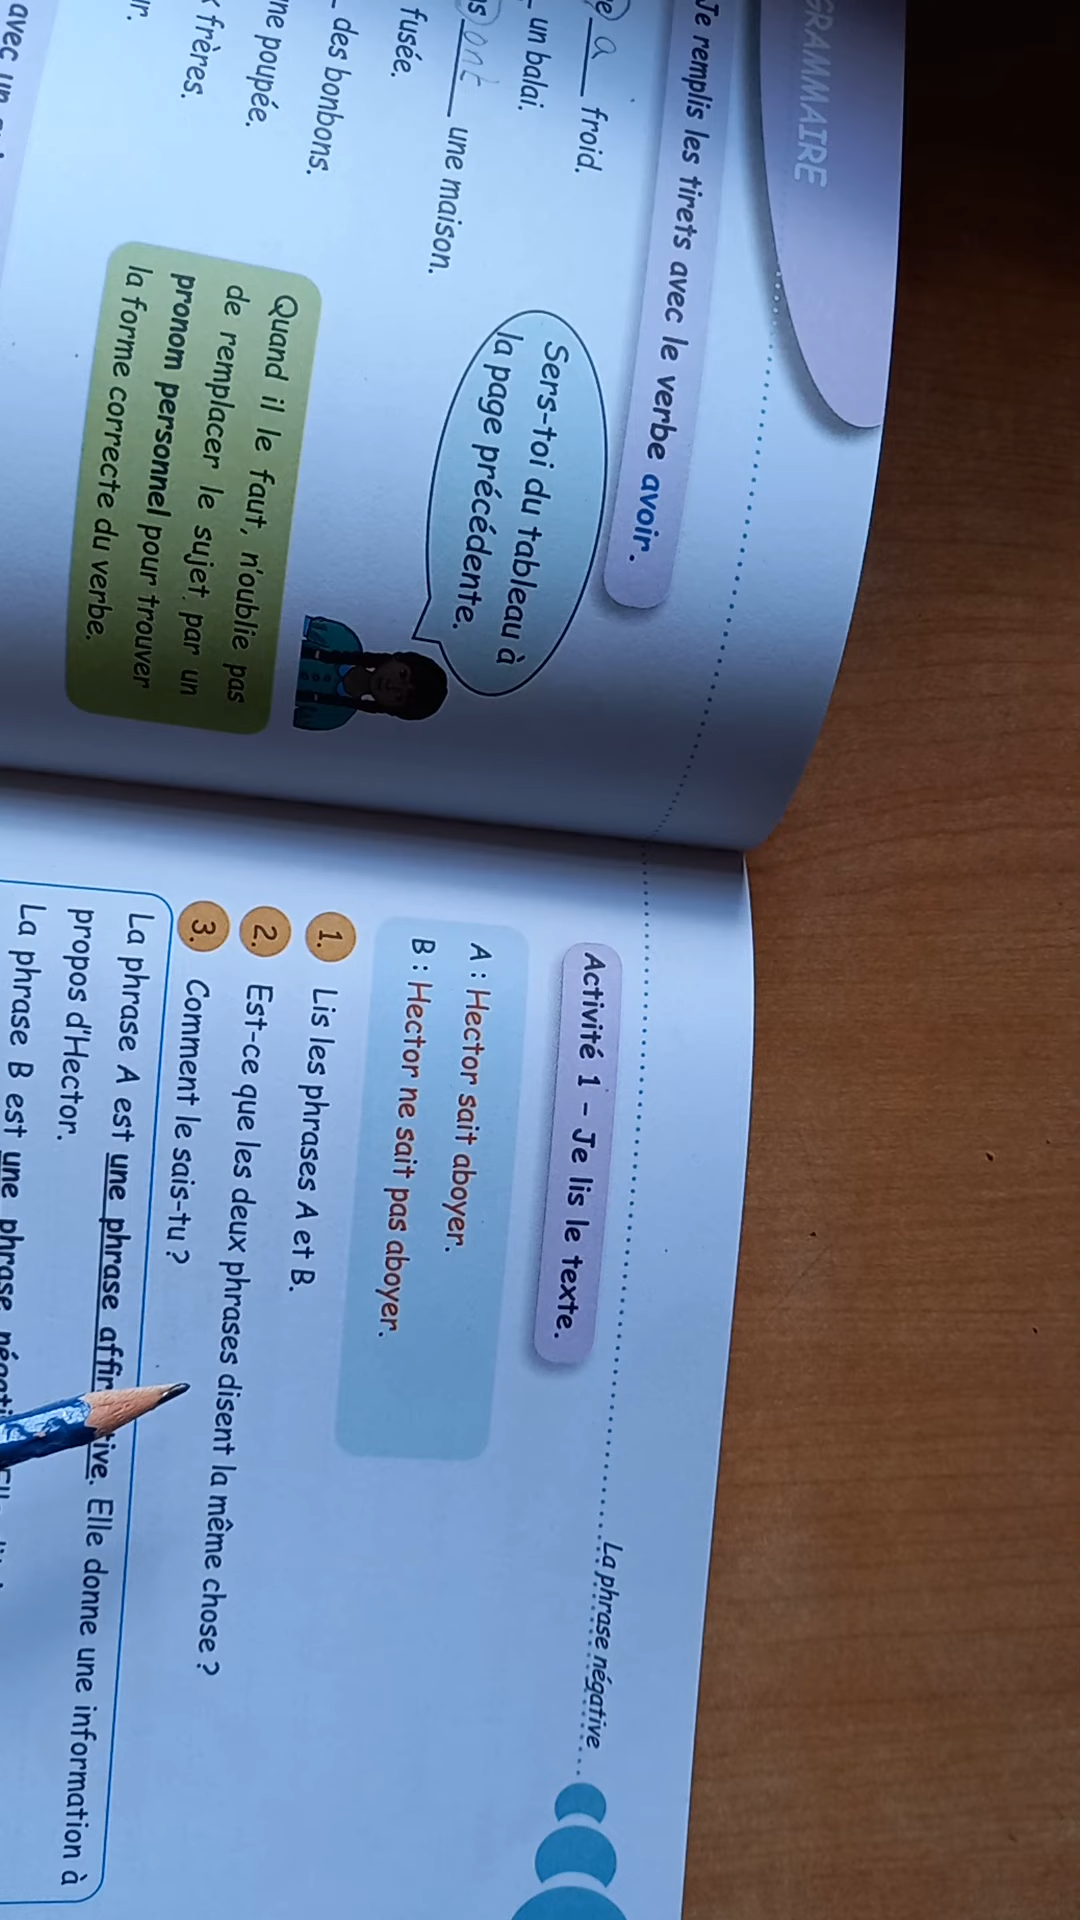 GRAMMAIRE
Je remplis les tirets avec le verbe avoir.
a froid.
un balai.
ont une maison.
fusée.
des bonbons.
poupée.
frères.
avec un
Sers-toi du tableau à
la page précédente.
Quand il le faut, n'oublie pas
de remplacer le sujet par un
pronom personnel pour trouver
la forme correcte du verbe.
La phrase négative
Activité 1 - Je lis le texte.
A : Hector sait aboyer.
B : Hector ne sait pas aboyer.
1. Lis les phrases A et B.
2. Est-ce que les deux phrases disent la même chose ?
3. Comment le sais-tu ?
La phrase A est une phrase affirmative. Elle donne une information à
propos d'Hector.
La phrase B est une phrase